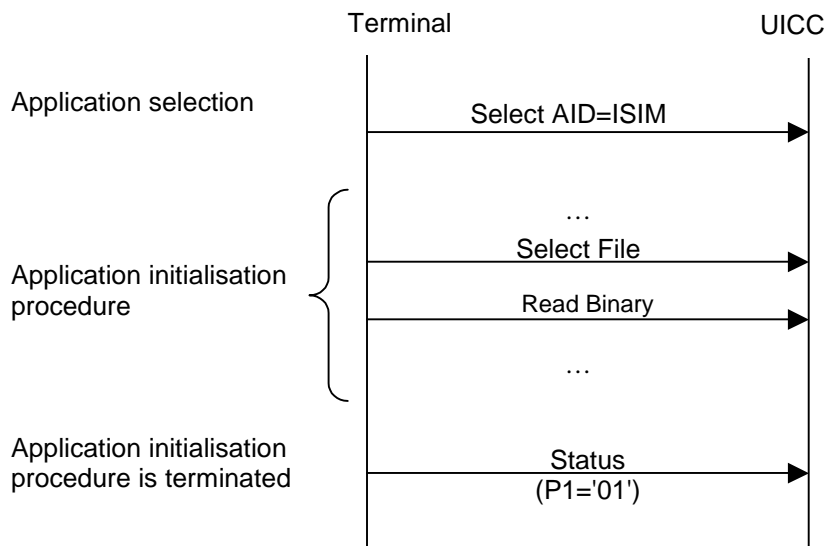 Terminal
UICC
Application selection
Select AID=ISIM
…
Select File
Application initialisation
procedure
Read Binary
…
Application initialisation
procedure is terminated
Status
(P1='01')